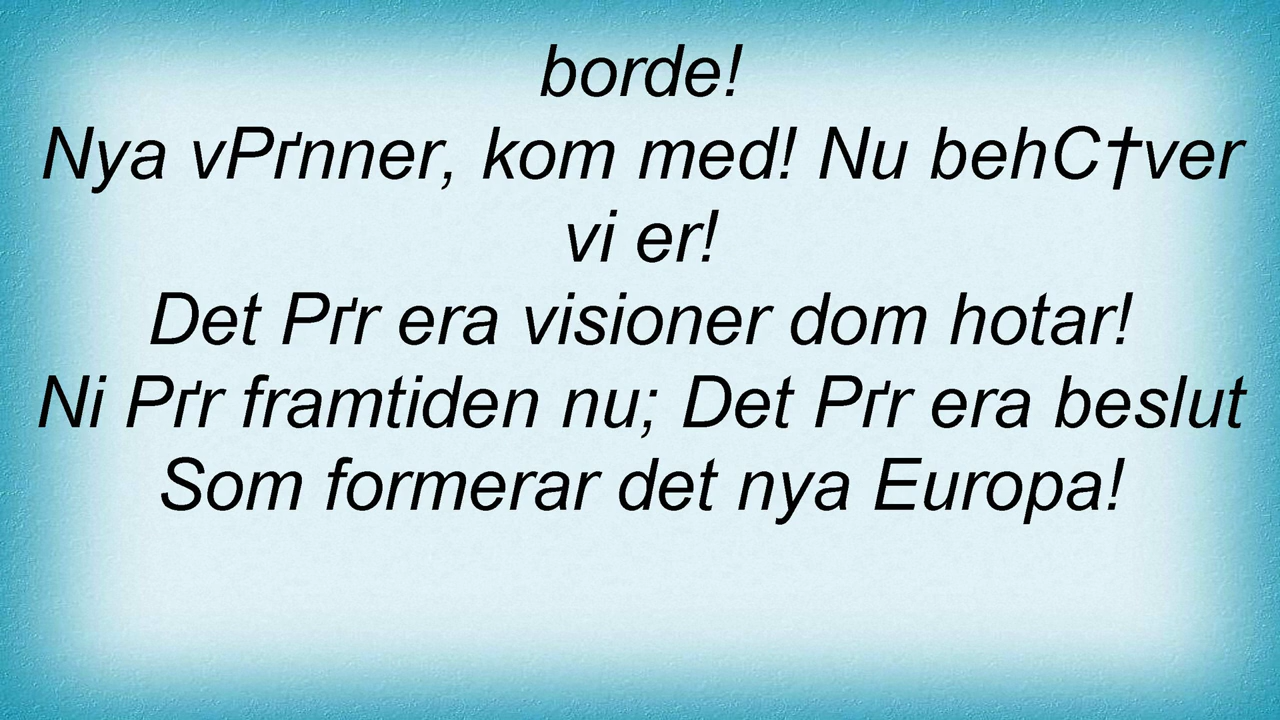 borde!
Nya vPґnner, kom med! Nu behC†ver
vi er!
Det Pґr era visioner dom hotar!
Ni Pґr framtiden nu; Det Pґr era beslut
Som formerar det nya Europa!